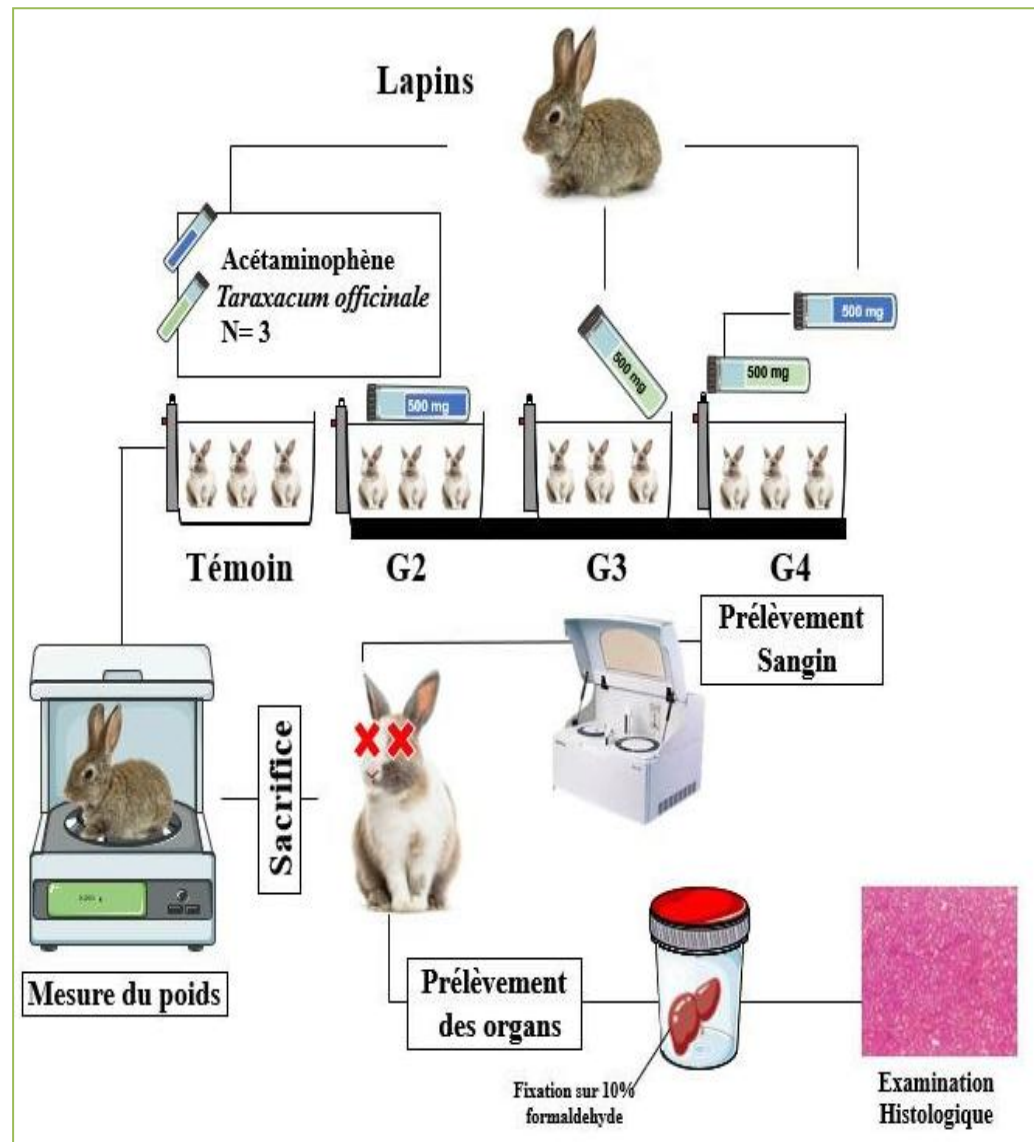 Lapins
Acétaminophène
Taraxacum officinale
N= 3
500 mg
500 mg
500 mg
500 mg
Témoin
G2
G3
G4
Prélèvement
Sangin
Sacrifice
Mesure du poids
Prélèvement
des organs
Fixation sur 10%
formaldehyde
Examination
Histologique